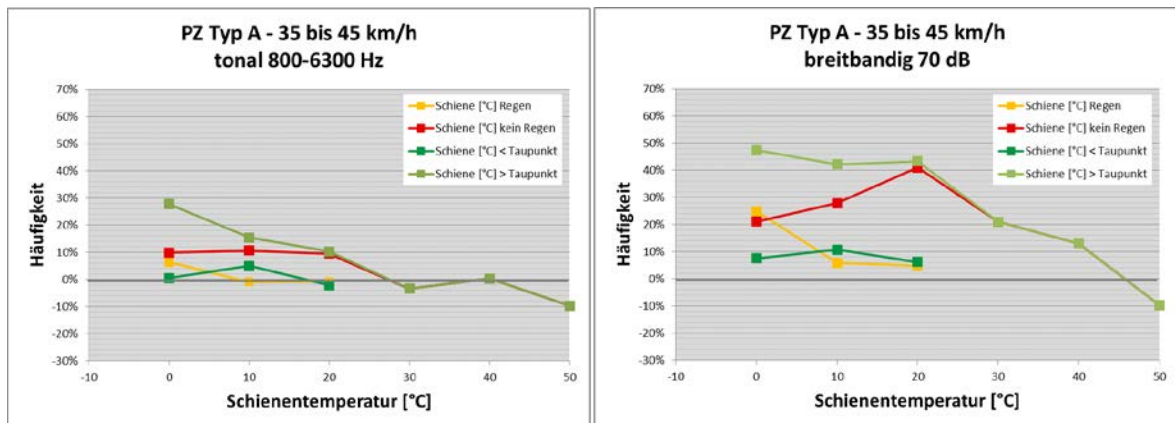 PZ Typ A - 35 bis 45 km/h
tonal 800-6300 Hz
70%
60%
50%
40%
30%
20%
10%
0%
-10%
-20%
-30%
Häufigkeit
Schiene [°C] Regen
Schiene [°C] kein Regen
Schiene [°C] < Taupunkt
Schiene [°C] > Taupunkt
-10 0 10 20 30 40 50
Schienentemperatur [°C]
PZ Typ A - 35 bis 45 km/h
breitbandig 70 dB
70%
60%
50%
40%
30%
20%
10%
0%
-10%
-20%
-30%
Häufigkeit
Schiene [°C] Regen
Schiene [°C] kein Regen
Schiene [°C] < Taupunkt
Schiene [°C] > Taupunkt
-10 0 10 20 30 40 50
Schienentemperatur [°C]